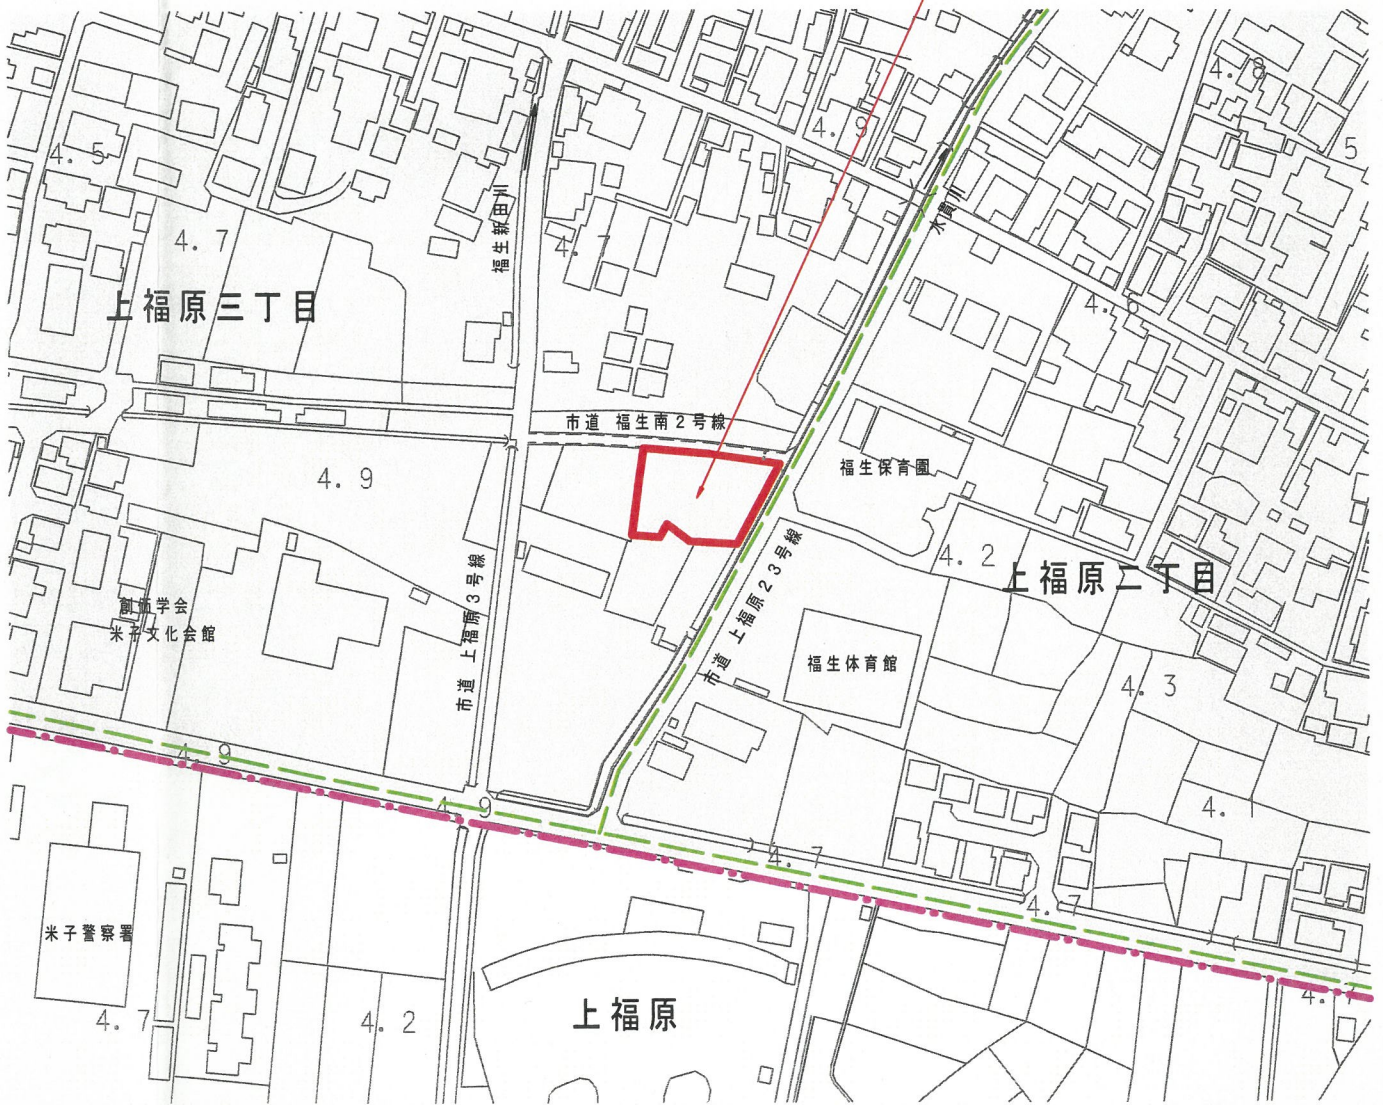 4.8
4.9
5
4.5
水貫川
福生新田川
4.7
4.7
上福原三丁目
4.6
市道 福生南2号線
福生保育園
4.9
4.2
上福原二丁目
市道 上福原3号線
市道 上福原23号線
創価学会
米子文化会館
福生体育館
4.3
4.9
4.9
4.1
4.7
4.7
米子警察署
4.7
4.7
4.2
上福原